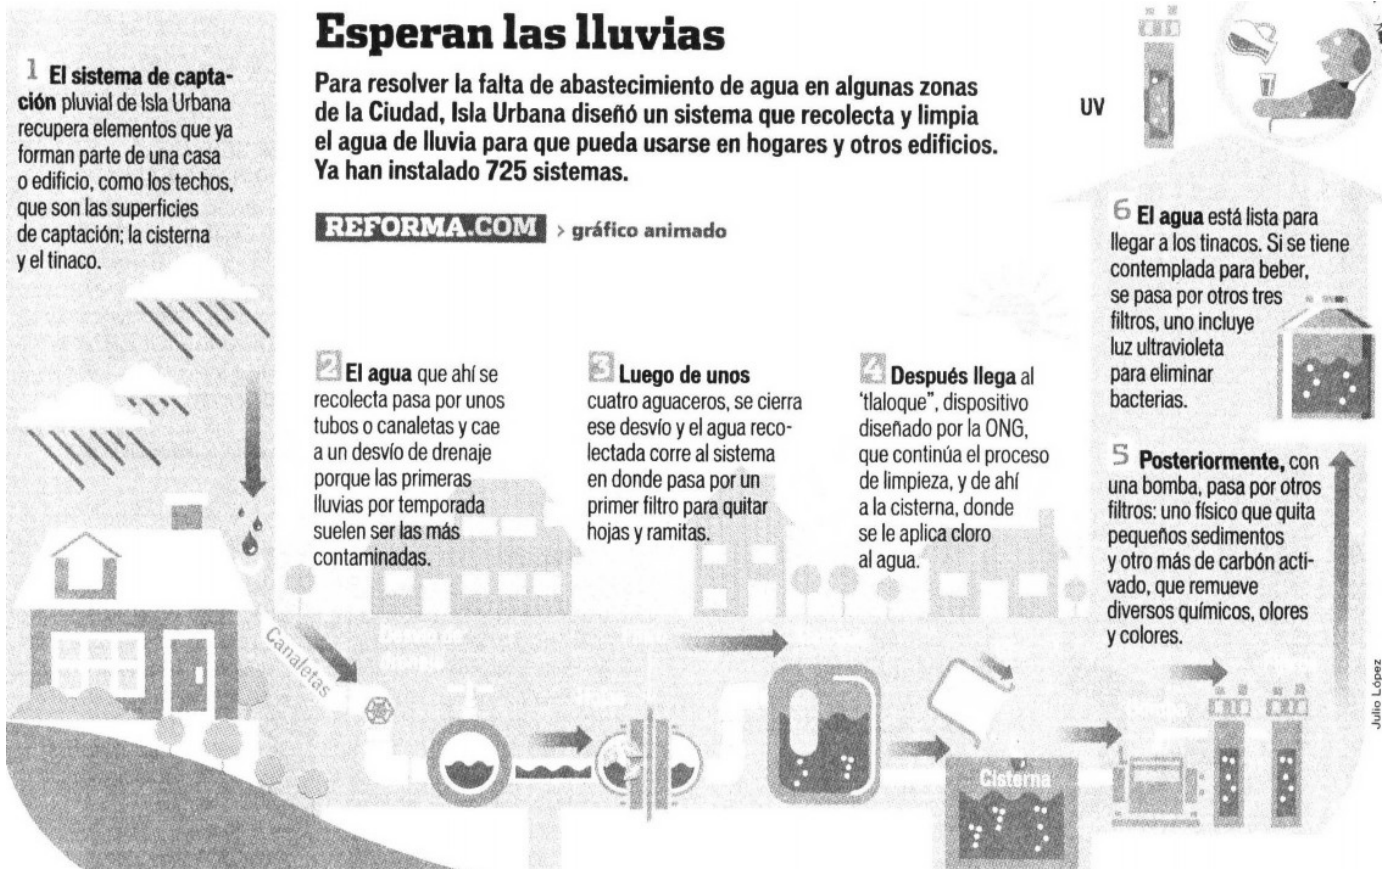 Esperan las lluvias
Para resolver la falta de abastecimiento de agua en algunas zonas
de la Ciudad, Isla Urbana diseñó un sistema que recolecta y limpia
el agua de lluvia para que pueda usarse en hogares y otros edificios.
Ya han instalado 725 sistemas.
REFORMA.COM > gráfico animado
1 El sistema de capta-
ción pluvial de Isla Urbana
recupera elementos que ya
forman parte de una casa
o edificio, como los techos,
que son las superficies
de captación; la cisterna
y el tinaco.
2 El agua que ahí se
recolecta pasa por unos
tubos o canaletas y cae
a un desvío de drenaje
porque las primeras
lluvias por temporada
suelen ser las más
contaminadas.
3 Luego de unos
cuatro aguaceros, se cierra
ese desvío y el agua reco-
lectada corre al sistema
en donde pasa por un
primer filtro para quitar
hojas y ramitas.
4 Después llega al
'tlaloque", dispositivo
diseñado por la ONG,
que continúa el proceso
de limpieza, y de ahí
a la cisterna, donde
se le aplica cloro
al agua.
5 Posteriormente, con
una bomba, pasa por otros
filtros: uno físico que quita
pequeños sedimentos
y otro más de carbón acti-
vado, que remueve
diversos químicos, olores
y colores.
6 El agua está lista para
llegar a los tinacos. Si se tiene
contemplada para beber,
se pasa por otros tres
filtros, uno incluye
luz ultravioleta
para eliminar
bacterias.
UV
Canaletas
Desvío de
Cisterna
Julio López